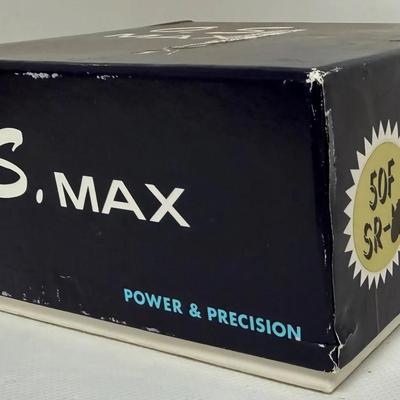 S. MAX
POWER & PRECISION
50F
SR-